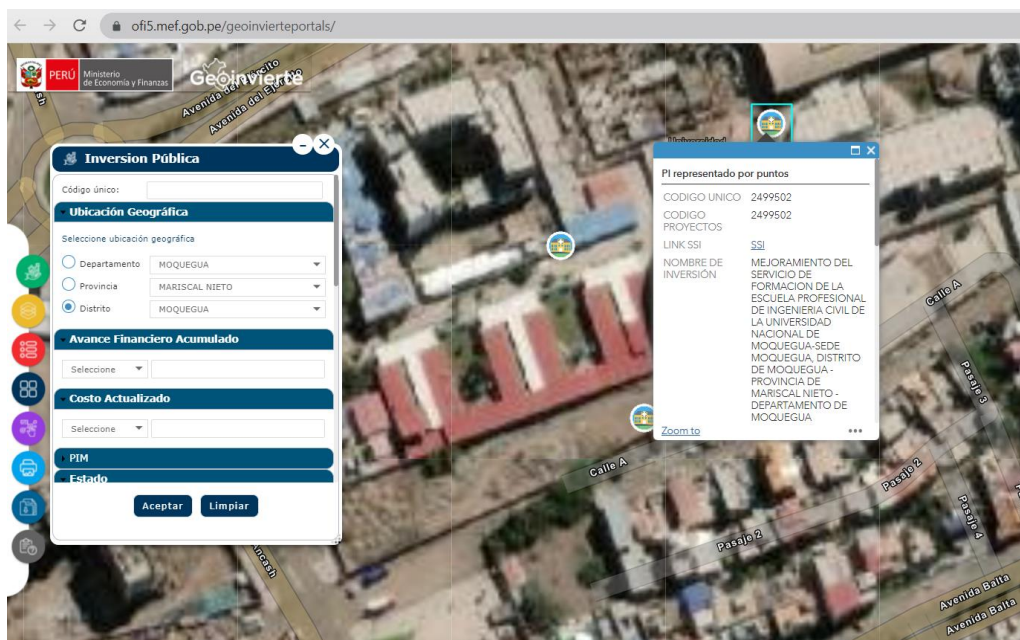 ofi5.mef.gob.pe/geoinvierteportals/
PERÚ
Ministerio
de Economía y Finanzas
Geoinvierte
Avenida del Ejército
Avenida del Ejército
Inversion Pública
Código único:
Ubicación Geográfica
Seleccione ubicación geográfica
Departamento MOQUEGUA
Provincia MARISCAL NIETO
Distrito MOQUEGUA
Avance Financiero Acumulado
Seleccione
Costo Actualizado
Seleccione
PIM
Estado
Aceptar Limpiar
Ancash
Universidad
PI representado por puntos
CODIGO UNICO 2499502
CODIGO 2499502
PROYECTOS
LINK SSI SSI
NOMBRE DE MEJORAMIENTO DEL
INVERSIÓN SERVICIO DE
FORMACION DE LA
ESCUELA PROFESIONAL
DE INGENIERIA CIVIL DE
LA UNIVERSIDAD
NACIONAL DE
MOQUEGUA-SEDE
MOQUEGUA, DISTRITO
DE MOQUEGUA -
PROVINCIA DE
MARISCAL NIETO -
DEPARTAMENTO DE
MOQUEGUA
Zoom to
Calle A
Pasaje 3
Calle A
Pasaje 2
Pasaje 2
Pasaje 4
Avenida Balta
Avenida Balta